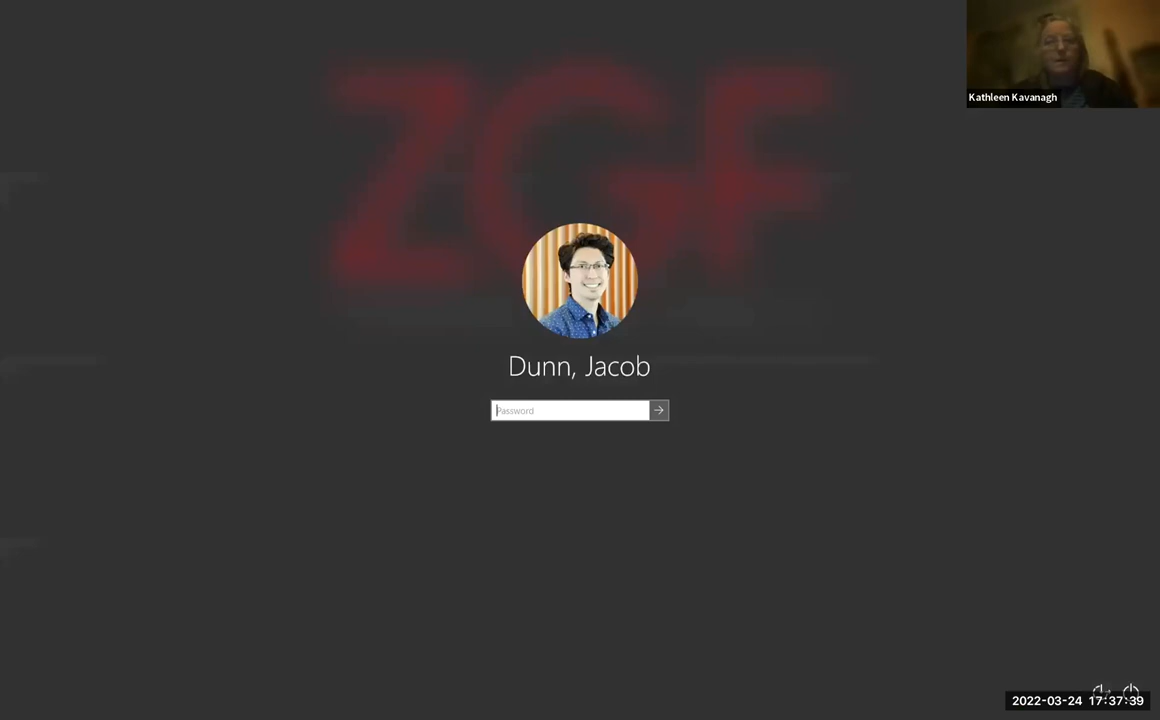 ZGF
Kathleen Kavanagh
Dunn, Jacob
Password
2022-03-24 17:37:39